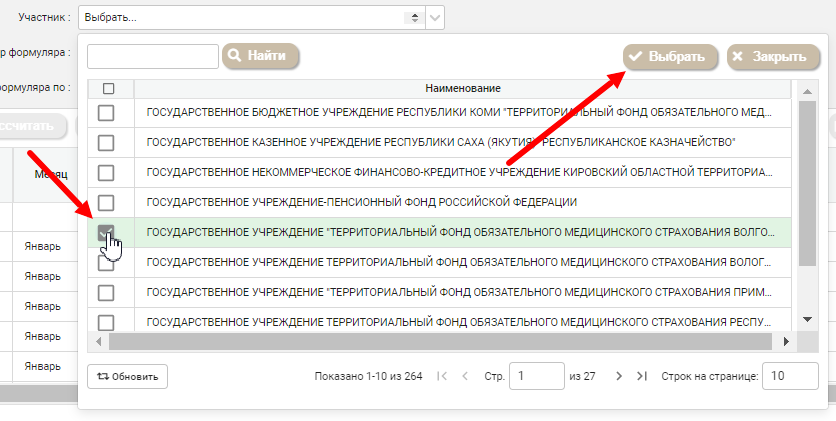 Участник :
Выбрать...
р формуляра :
Найти
Выбрать
Закрыть
ормуляра по :
Наименование
ГОСУДАРСТВЕННОЕ БЮДЖЕТНОЕ УЧРЕЖДЕНИЕ РЕСПУБЛИКИ КОМИ "ТЕРРИТОРИАЛЬНЫЙ ФОНД ОБЯЗАТЕЛЬНОГО МЕД...
ссчитать
ГОСУДАРСТВЕННОЕ КАЗЕННОЕ УЧРЕЖДЕНИЕ РЕСПУБЛИКИ САХА (ЯКУТИЯ) РЕСПУБЛИКАНСКОЕ КАЗНАЧЕЙСТВО"
Месяц
ГОСУДАРСТВЕННОЕ НЕКОММЕРЧЕСКОЕ ФИНАНСОВО-КРЕДИТНОЕ УЧРЕЖДЕНИЕ КИРОВСКИЙ ОБЛАСТНОЙ ТЕРРИТОРИА...
ГОСУДАРСТВЕННОЕ УЧРЕЖДЕНИЕ-ПЕНСИОННЫЙ ФОНД РОССИЙСКОЙ ФЕДЕРАЦИИ
ГОСУДАРСТВЕННОЕ УЧРЕЖДЕНИЕ "ТЕРРИТОРИАЛЬНЫЙ ФОНД ОБЯЗАТЕЛЬНОГО МЕДИЦИНСКОГО СТРАХОВАНИЯ ВОЛГО...
Январь
ГОСУДАРСТВЕННОЕ УЧРЕЖДЕНИЕ ТЕРРИТОРИАЛЬНЫЙ ФОНД ОБЯЗАТЕЛЬНОГО МЕДИЦИНСКОГО СТРАХОВАНИЯ ВОЛОГ...
Январь
ГОСУДАРСТВЕННОЕ УЧРЕЖДЕНИЕ "ТЕРРИТОРИАЛЬНЫЙ ФОНД ОБЯЗАТЕЛЬНОГО МЕДИЦИНСКОГО СТРАХОВАНИЯ ПРИМ...
Январь
ГОСУДАРСТВЕННОЕ УЧРЕЖДЕНИЕ ТЕРРИТОРИАЛЬНЫЙ ФОНД ОБЯЗАТЕЛЬНОГО МЕДИЦИНСКОГО СТРАХОВАНИЯ РЕСПУ...
Январь
Январь
Обновить
Показано 1-10 из 264
Стр. 1 из 27
Строк на странице: 10